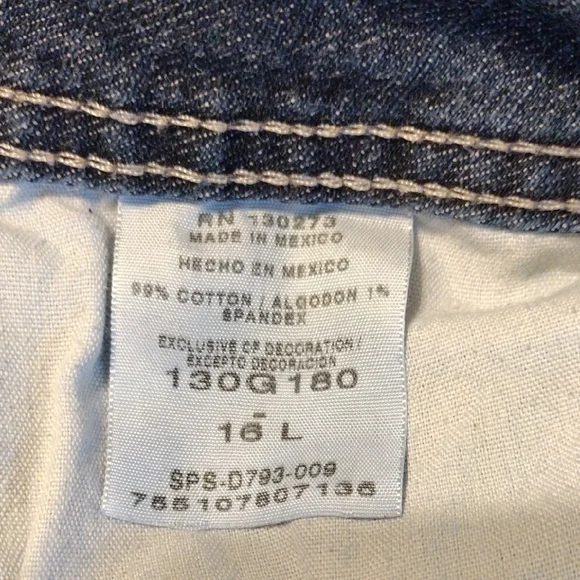 RN 130273
MADE IN MEXICO
HECHO EN MEXICO
99% COTTON / ALGODON 1%
SPANDEX
EXCLUSIVE OF DECORATION /
EXCEPTO DECORACION
130G180
-
16 L
SPS-D793-009
755107807135